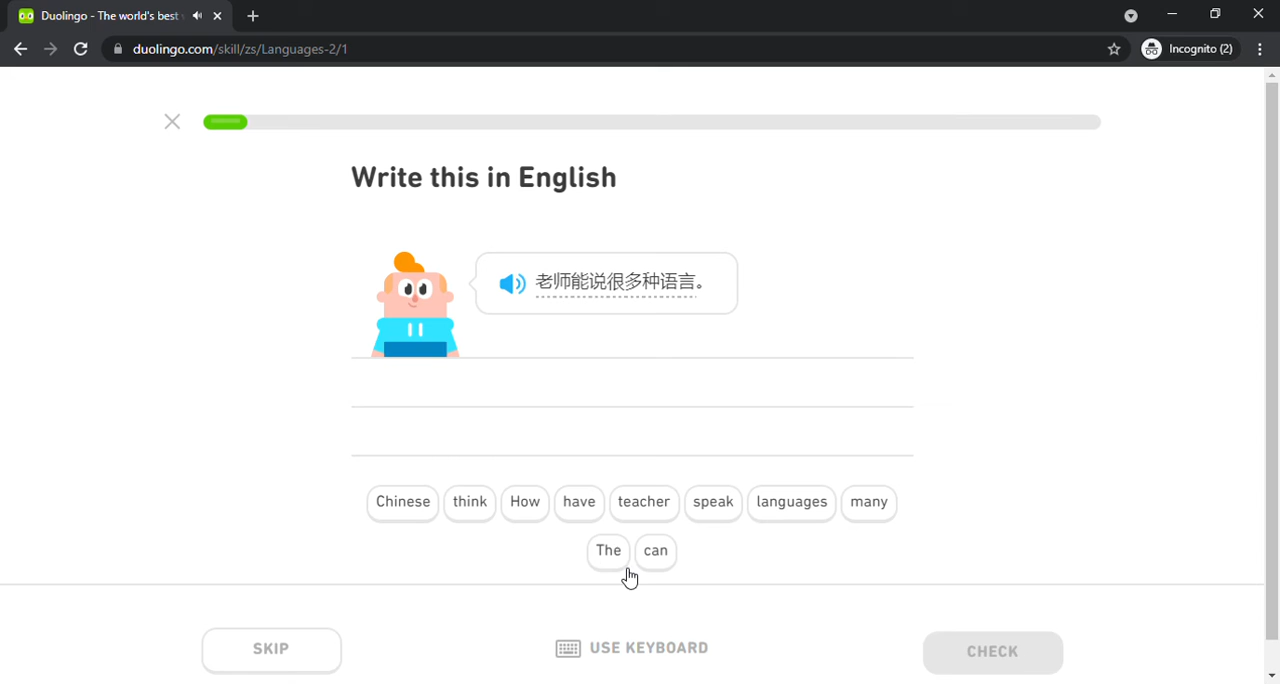 Duolingo - The world's best
duolingo.com/skill/zs/Languages-2/1
Incognito (2)
Write this in English
老师能说很多种语言。
Chinese think How have teacher speak languages many
The can
SKIP
USE KEYBOARD
CHECK